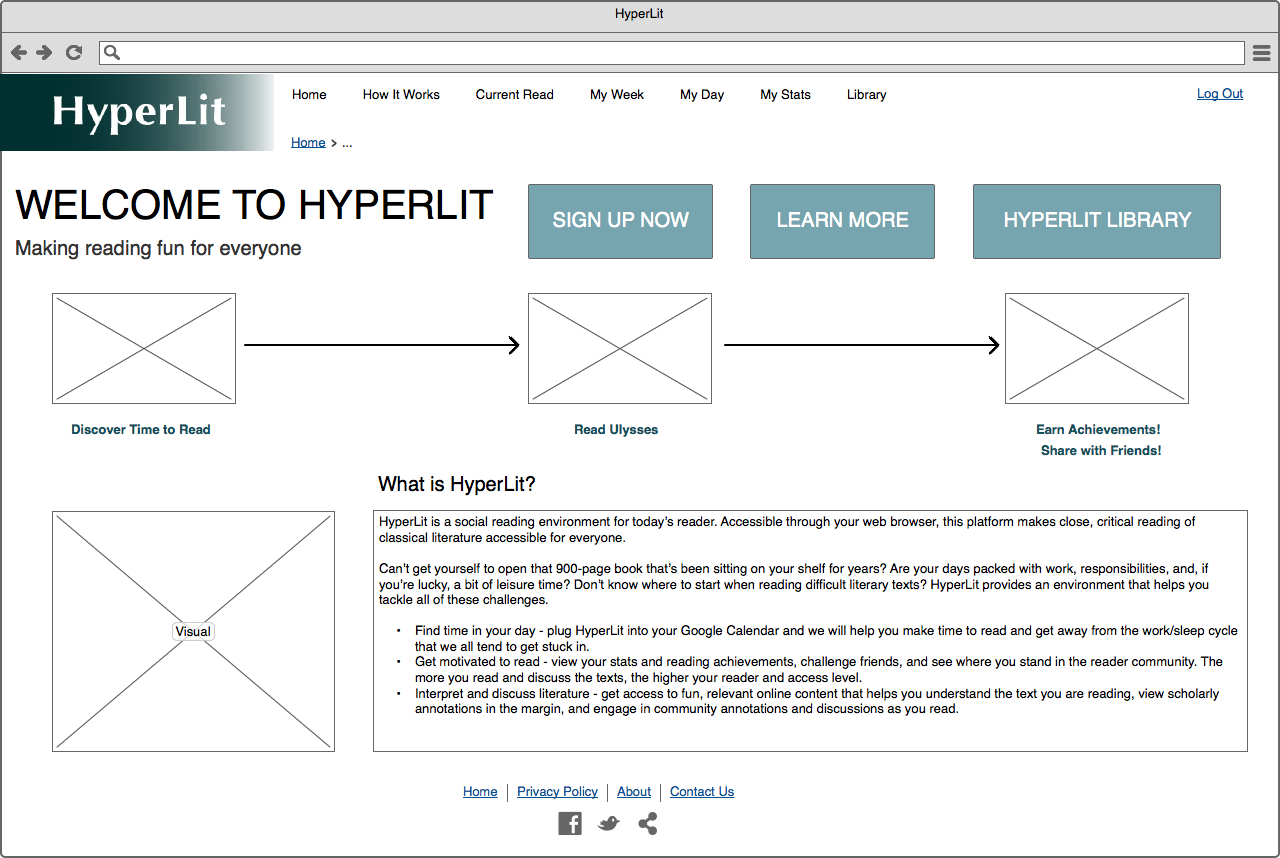 HyperLit
HyperLit
Home How It Works Current Read My Week My Day My Stats Library Log Out
Home > ...
WELCOME TO HYPERLIT
Making reading fun for everyone
SIGN UP NOW
LEARN MORE
HYPERLIT LIBRARY
Discover Time to Read
Read Ulysses
Earn Achievements!
Share with Friends!
What is HyperLit?
Visual
HyperLit is a social reading environment for today's reader. Accessible through your web browser, this platform makes close, critical reading of
classical literature accessible for everyone.
Can't get yourself to open that 900-page book that's been sitting on your shelf for years? Are your days packed with work, responsibilities, and, if
you're lucky, a bit of leisure time? Don't know where to start when reading difficult literary texts? HyperLit provides an environment that helps you
tackle all of these challenges.
• Find time in your day - plug HyperLit into your Google Calendar and we will help you make time to read and get away from the work/sleep cycle
that we all tend to get stuck in.
• Get motivated to read - view your stats and reading achievements, challenge friends, and see where you stand in the reader community. The
more you read and discuss the texts, the higher your reader and access level.
• Interpret and discuss literature - get access to fun, relevant online content that helps you understand the text you are reading, view scholarly
annotations in the margin, and engage in community annotations and discussions as you read.
Home | Privacy Policy | About | Contact Us